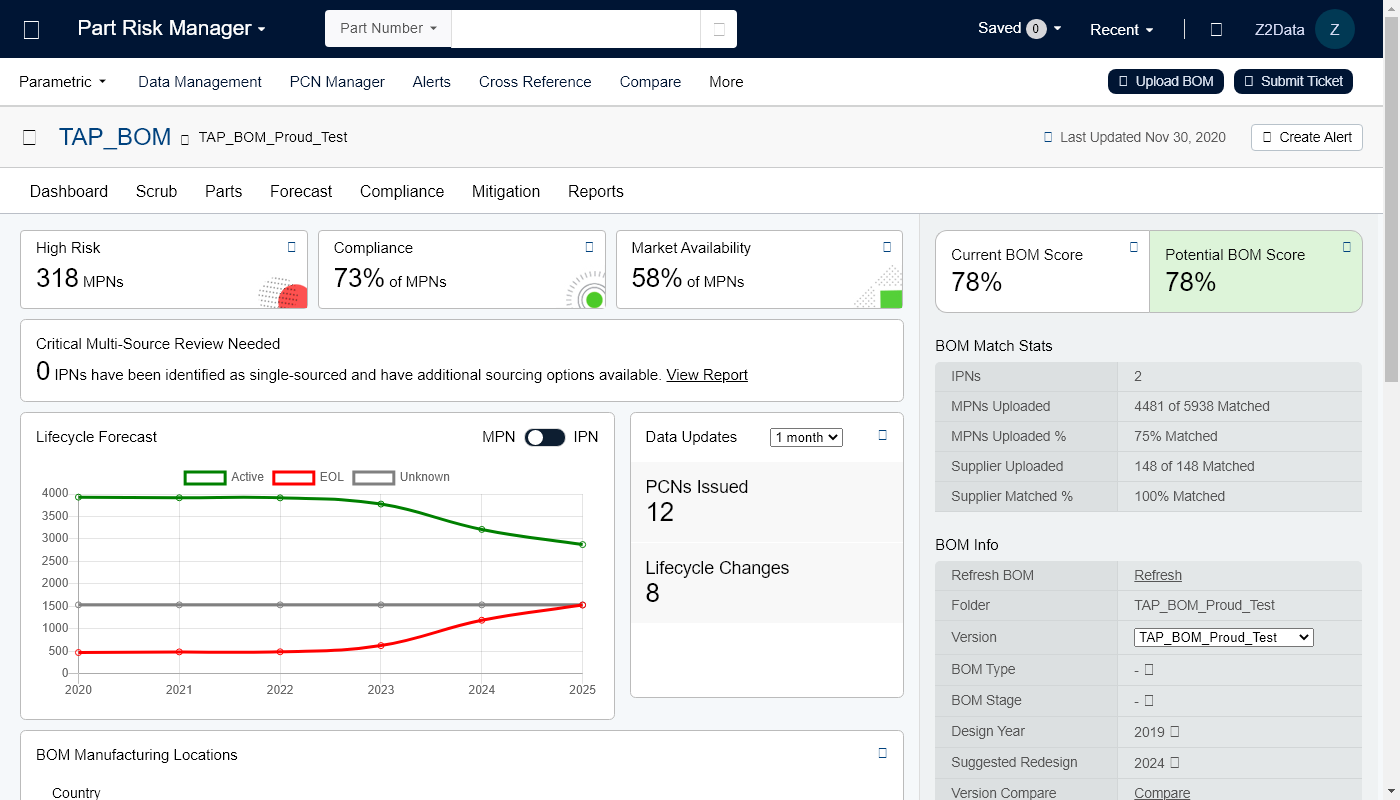 Part Risk Manager
Part Number
Saved 0
Recent
Z2Data
Z
Parametric Data Management PCN Manager Alerts Cross Reference Compare More
Upload BOM
Submit Ticket
TAP_BOM TAP_BOM_Proud_Test
Last Updated Nov 30, 2020
Create Alert
Dashboard Scrub Parts Forecast Compliance Mitigation Reports
High Risk
318 MPNs
Compliance
73% of MPNs
Market Availability
58% of MPNs
Current BOM Score
78%
Potential BOM Score
78%
Critical Multi-Source Review Needed
0 IPNs have been identified as single-sourced and have additional sourcing options available. View Report
Lifecycle Forecast
MPN IPN
Active EOL Unknown
4000
3500
3000
2500
2000
1500
1000
500
0
2020 2021 2022 2023 2024 2025
Data Updates 1 month
PCNs Issued
12
Lifecycle Changes
8
BOM Manufacturing Locations
Country
BOM Match Stats
IPNs 2
MPNs Uploaded 4481 of 5938 Matched
MPNs Uploaded % 75% Matched
Supplier Uploaded 148 of 148 Matched
Supplier Matched % 100% Matched
BOM Info
Refresh BOM Refresh
Folder TAP_BOM_Proud_Test
Version TAP_BOM_Proud_Test
BOM Type -
BOM Stage -
Design Year 2019
Suggested Redesign 2024
Version Compare Compare